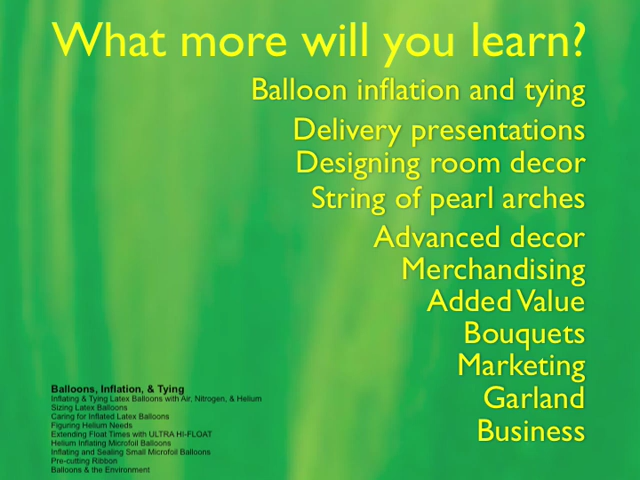 What more will you learn?
Balloon inflation and tying
Delivery presentations
Designing room decor
String of pearl arches
Advanced decor
Merchandising
Added Value
Bouquets
Marketing
Garland
Business
Balloons, Inflation, & Tying
Inflating & Tying Latex Balloons with Air, Nitrogen, & Helium
Sizing Latex Balloons
Caring for Inflated Latex Balloons
Figuring Helium Needs
Extending Float Times with ULTRA HI-FLOAT
Helium Inflating Microfoil Balloons
Inflating and Sealing Small Microfoil Balloons
Pre-cutting Ribbon
Balloons & the Environment